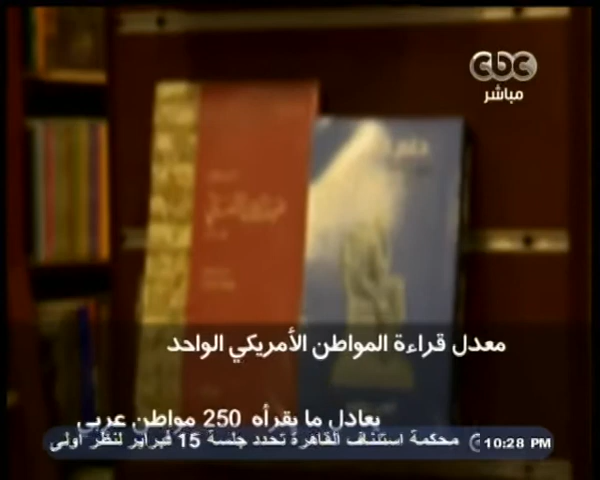 cbc
مباشر
معدل قراءة المواطن الأمريكي الواحد
يعادل ما يقرأه 250 مواطن عربي
محكمة استئناف القاهرة تحدد جلسة 15 فبراير لنظر أولى
10:28 PM